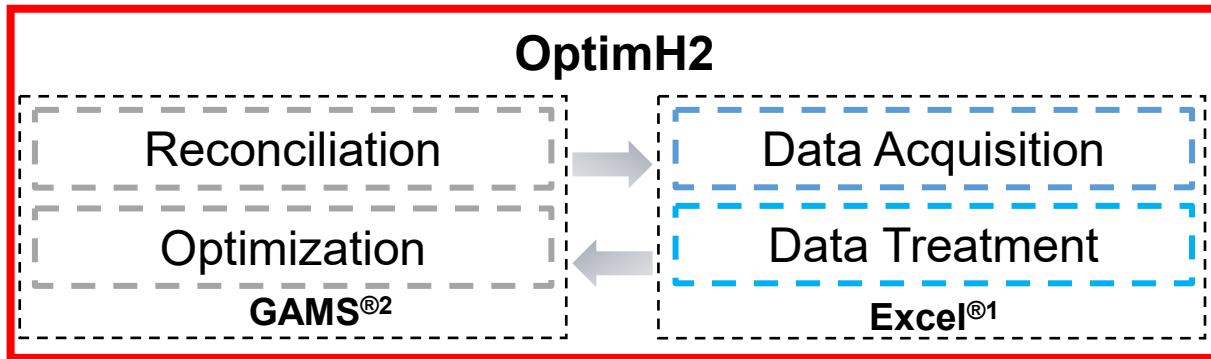 OptimH2
Reconciliation
Optimization
GAMS®2
Data Acquisition
Data Treatment
Excel®1